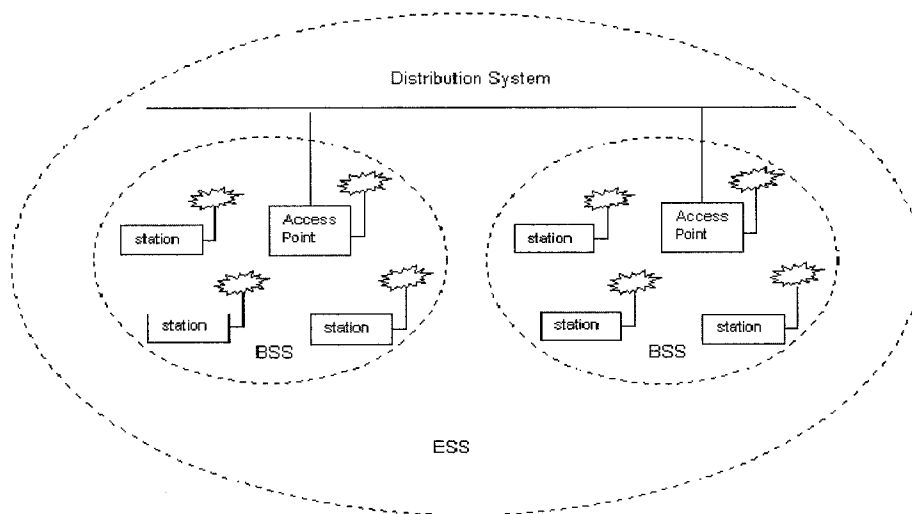 Distribution System
Access
Point
station
station
station
BSS
Access
Point
station
station
station
BSS
ESS